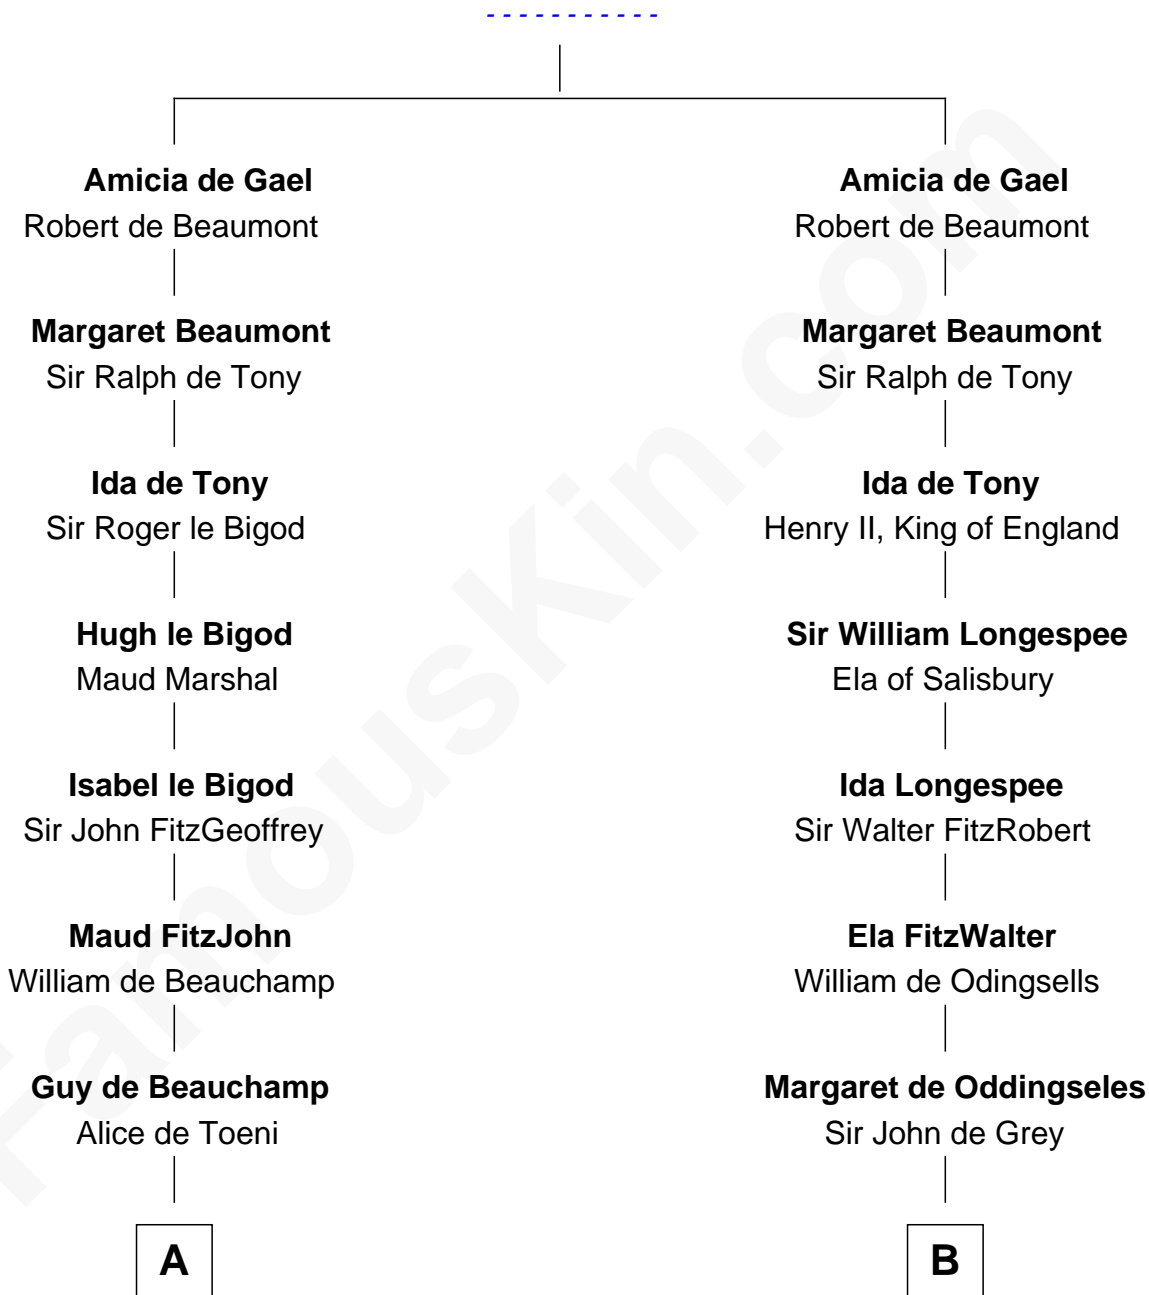 - - - - - - - - - - -
Amicia de Gael
Robert de Beaumont
Margaret Beaumont
Sir Ralph de Tony
Ida de Tony
Sir Roger le Bigod
Hugh le Bigod
Maud Marshal
Isabel le Bigod
Sir John FitzGeoffrey
Maud FitzJohn
William de Beauchamp
Guy de Beauchamp
Alice de Toeni
A
Amicia de Gael
Robert de Beaumont
Margaret Beaumont
Sir Ralph de Tony
Ida de Tony
Henry II, King of England
Sir William Longespee
Ela of Salisbury
Ida Longespee
Sir Walter FitzRobert
Ela FitzWalter
William de Odingsells
Margaret de Oddingseles
Sir John de Grey
B
FamousKin.com